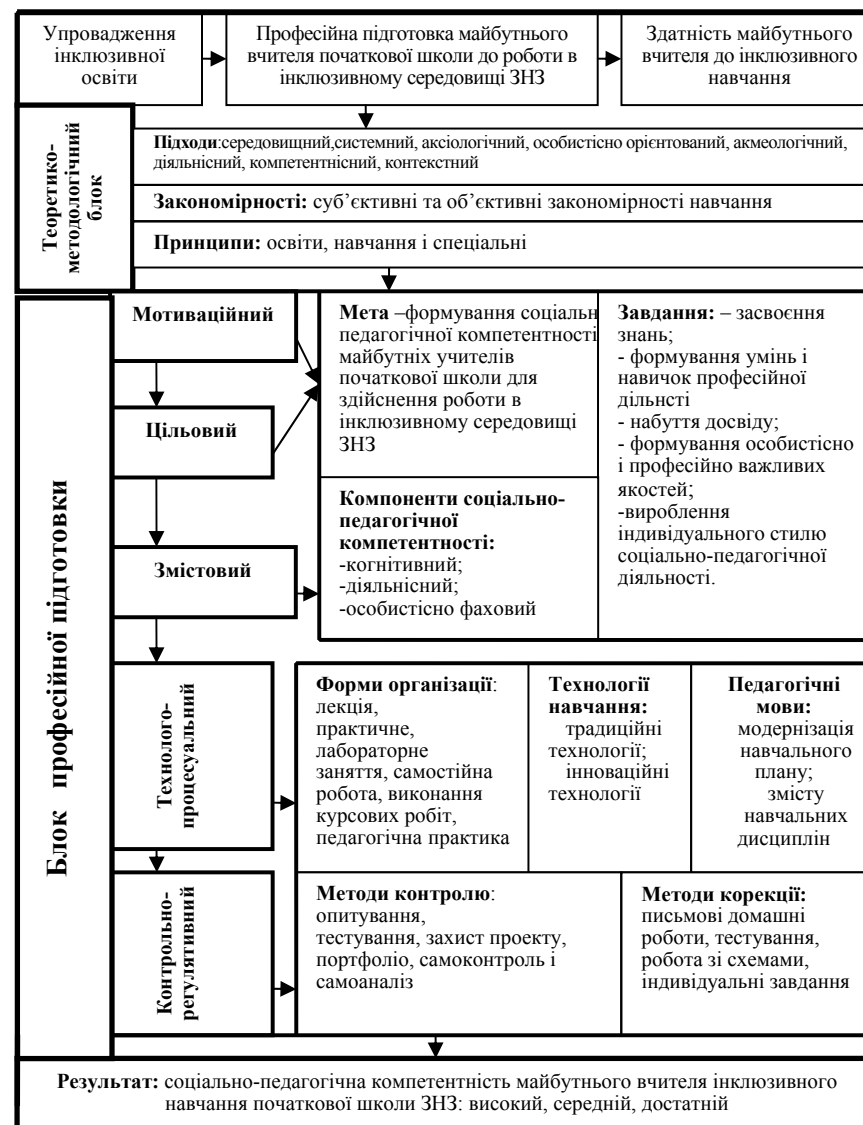 Упровадження
інклюзивної
освіти
Професійна підготовка майбутнього
вчителя початкової школи до роботи в
інклюзивному середовищі ЗНЗ
Здатність майбутнього
вчителя до інклюзивного
навчання
Теоретико-
методологічний
блок
Підходи:середовищний,системний, аксіологічний, особистісно орієнтований, акмеологічний,
діяльнісний, компетентнісний, контекстний
Закономірності: суб’єктивні та об’єктивні закономірності навчання
Принципи: освіти, навчання і спеціальні
Блок професійної підготовки
Мотиваційний
Цільовий
Змістовий
Мета –формування соціальн
педагогічної компетентності
майбутніх учителів
початкової школи для
здійснення роботи в
інклюзивному середовищі
ЗНЗ
Компоненти соціально-
педагогічної
компетентності:
-когнітивний;
-діяльнісний;
-особистісно фаховий
Завдання: – засвоєння
знань;
- формування умінь і
навичок професійної
дільнсті
- набуття досвіду;
- формування особистісно
і професійно важливих
якостей;
-вироблення
індивідуального стилю
соціально-педагогічної
діяльності.
Технолого-
процесуальний
Форми організації:
лекція,
практичне,
лабораторне
заняття, самостійна
робота, виконання
курсових робіт,
педагогічна практика
Технології
навчання:
традиційні
технології;
інноваційні
технології
Педагогічні
мови:
модернізація
навчального
плану;
змісту
навчальних
дисциплін
Контрольно-
регулятивний
Методи контролю:
опитування,
тестування, захист проекту,
портфоліо, самоконтроль і
самоаналіз
Методи корекції:
письмові домашні
роботи, тестування,
робота зі схемами,
індивідуальні завдання
Результат: соціально-педагогічна компетентність майбутнього вчителя інклюзивного
навчання початкової школи ЗНЗ: високий, середній, достатній